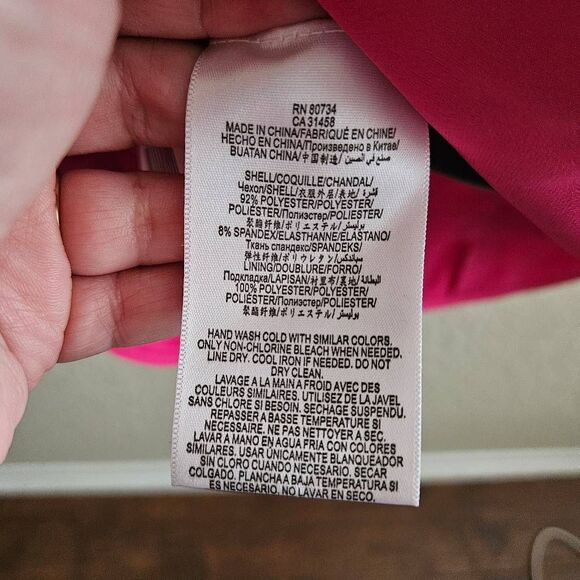 RN 80734
CA 31458
MADE IN CHINA/FABRIQUÉ EN CHINE/
HECHO EN CHINA/Произведено в Китае/
BUATAN CHINA/中国制造/ صنع في الصين
SHELL/COQUILLE/CHANDAL/
Чехол/SHELL/衣服外层/表地/ قشرة
92% POLYESTER/POLYESTER/
POLIÉSTER/Полиэстер/POLIESTER/
聚酯纤维/ポリエステル/ بوليستر
8% SPANDEX/ELASTHANNE/ELASTANO/
Ткань спандекс/SPANDEKS/
弹性纤维/ポリウレタン/ سباندكس
LINING/DOUBLURE/FORRO/
Подкладка/LAPISAN/衬里布/裏地/ البطانة
100% POLYESTER/POLYESTER/
POLIÉSTER/Полиэстер/POLIESTER/
聚酯纤维/ポリエステル/ بوليستر
HAND WASH COLD WITH SIMILAR COLORS.
ONLY NON-CHLORINE BLEACH WHEN NEEDED.
LINE DRY. COOL IRON IF NEEDED. DO NOT
DRY CLEAN.
LAVAGE A LA MAIN A FROID AVEC DES
COULEURS SIMILAIRES. UTILISEZ DE LA JAVEL
SANS CHLORE SI BESOIN. SECHAGE SUSPENDU.
REPASSER A BASSE TEMPERATURE SI
NECESSAIRE. NE PAS NETTOYER A SEC.
LAVAR A MANO EN AGUA FRIA CON COLORES
SIMILARES. USAR ÚNICAMENTE BLANQUEADOR
SIN CLORO CUANDO NECESARIO. SECAR
COLGADO. PLANCHA A BAJA TEMPERATURA SI
ES NECESARIO. NO LAVAR EN SECO.